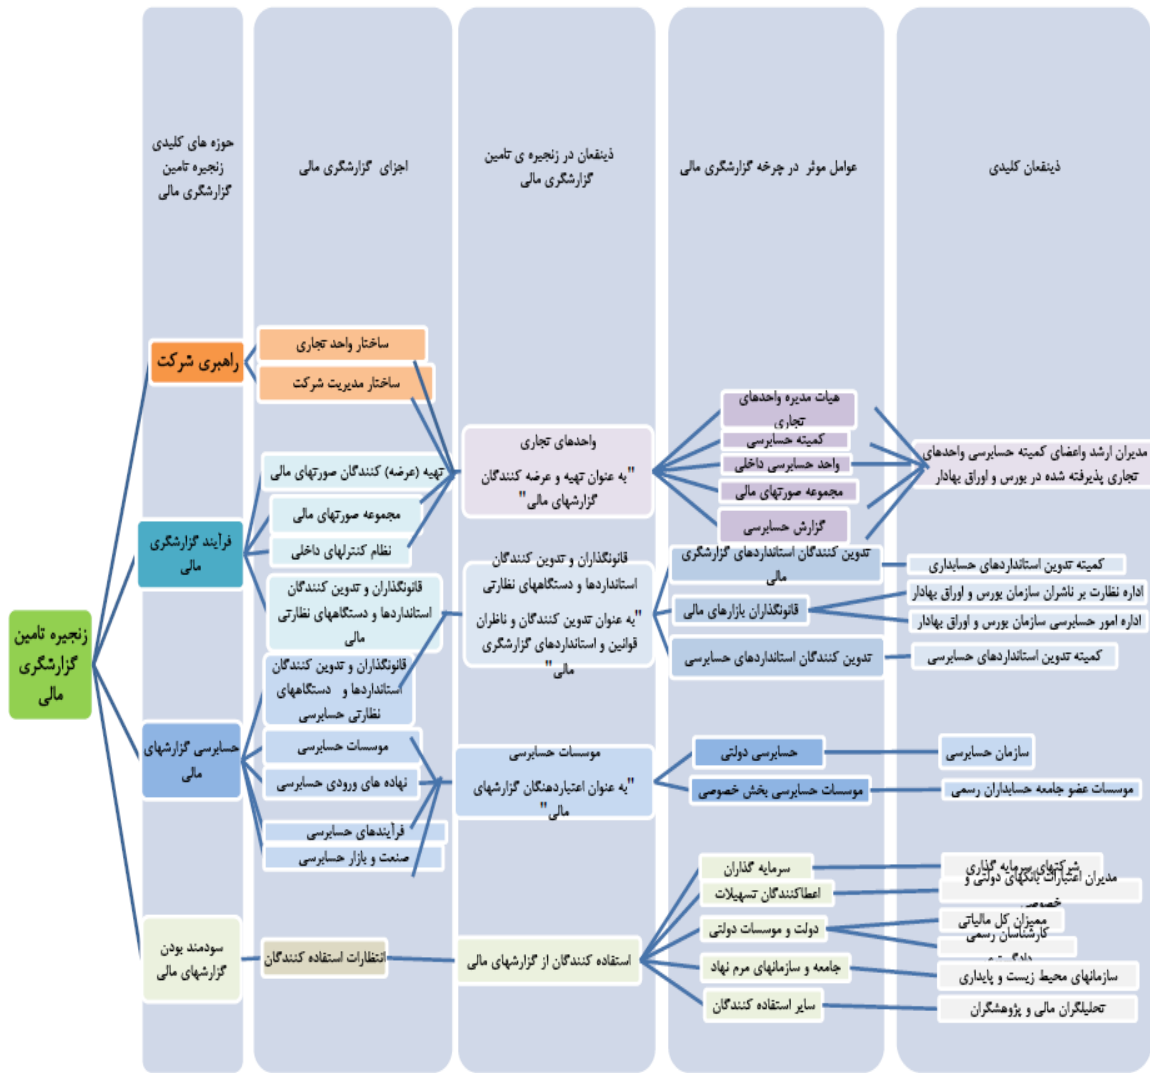 حوزه های کلیدی
زنجیره تامین
گزارشگری مالی
اجزای گزارشگری مالی
ذینفعان در زنجیره ی تامین
گزارشگری مالی
عوامل موثر در چرخه گزارشگری مالی
ذینفعان کلیدی
زنجیره تامین
گزارشگری
مالی
راهبری شرکت
فرآیند گزارشگری
مالی
حسابرسی گزارشهای
مالی
سودمند بودن
گزارشهای مالی
ساختار واحد تجاری
ساختار مدیریت شرکت
تهیه (عرضه) کنندگان صورتهای مالی
مجموعه صورتهای مالی
نظام کنترلهای داخلی
قانونگذاران و تدوین کنندگان
استانداردها و دستگاههای نظارتی
مالی
قانونگذاران و تدوین کنندگان
استانداردها و دستگاههای
نظارتی حسابرسی
موسسات حسابرسی
نهاده های ورودی حسابرسی
فرآیندهای حسابرسی
صنعت و بازار حسابرسی
انتظارات استفاده کنندگان
واحدهای تجاری
"به عنوان تهیه و عرضه کنندگان
گزارشهای مالی"
قانونگذاران و تدوین کنندگان
استانداردها و دستگاههای نظارتی
"به عنوان تدوین کنندگان و ناظران
قوانین و استانداردهای گزارشگری
مالی"
موسسات حسابرسی
"به عنوان اعتباردهنگان گزارشهای
مالی"
استفاده کنندگان از گزارشهای مالی
هیات مدیره واحدهای
تجاری
کمیته حسابرسی
واحد حسابرسی داخلی
مجموعه صورتهای مالی
گزارش حسابرسی
تدوین کنندگان استانداردهای گزارشگری
مالی
قانونگذاران بازارهای مالی
تدوین کنندگان استانداردهای حسابرسی
حسابرسی دولتی
موسسات حسابرسی بخش خصوصی
سرمایه گذاران
اعطاکنندگان تسهیلات
دولت و موسسات دولتی
جامعه و سازمانهای مرم نهاد
سایر استفاده کنندگان
مدیران ارشد واعضای کمیته حسابرسی واحدهای
تجاری پذیرفته شده در بورس و اوراق بهادار
کمیته تدوین استانداردهای حسابداری
اداره نظارت بر ناشران سازمان بورس و اوراق بهادار
اداره امور حسابرسی سازمان بورس و اوراق بهادار
کمیته تدوین استانداردهای حسابرسی
سازمان حسابرسی
موسسات عضو جامعه حسابداران رسمی
شرکتهای سرمایه گذاری
مدیران اعتبارات بانکهای دولتی و
خصوصی
ممیزان کل مالیاتی
کارشناسان رسمی
سازمانهای محیط زیست و پایداری
تحلیلگران مالی و پژوهشگران